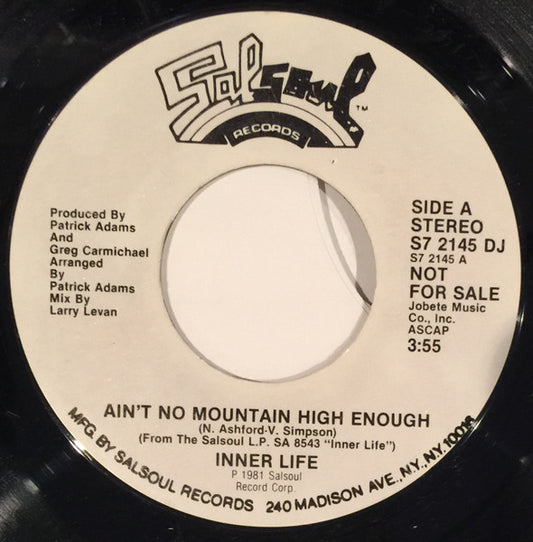 Salsoul
TM
RECORDS
Produced By
Patrick Adams
And
Greg Carmichael
Arranged
By
Patrick Adams
Mix By
Larry Levan
SIDE A
STEREO
S7 2145 DJ
S7 2145 A
NOT
FOR SALE
Jobete Music
Co., Inc.
ASCAP
3:55
AIN'T NO MOUNTAIN HIGH ENOUGH
(N. Ashford-V. Simpson)
(From The Salsoul L.P. SA 8543 "Inner Life")
INNER LIFE
P 1981 Salsoul
Record Corp.
MFG. BY SALSOUL RECORDS 240 MADISON AVE., N.Y., N.Y. 10016